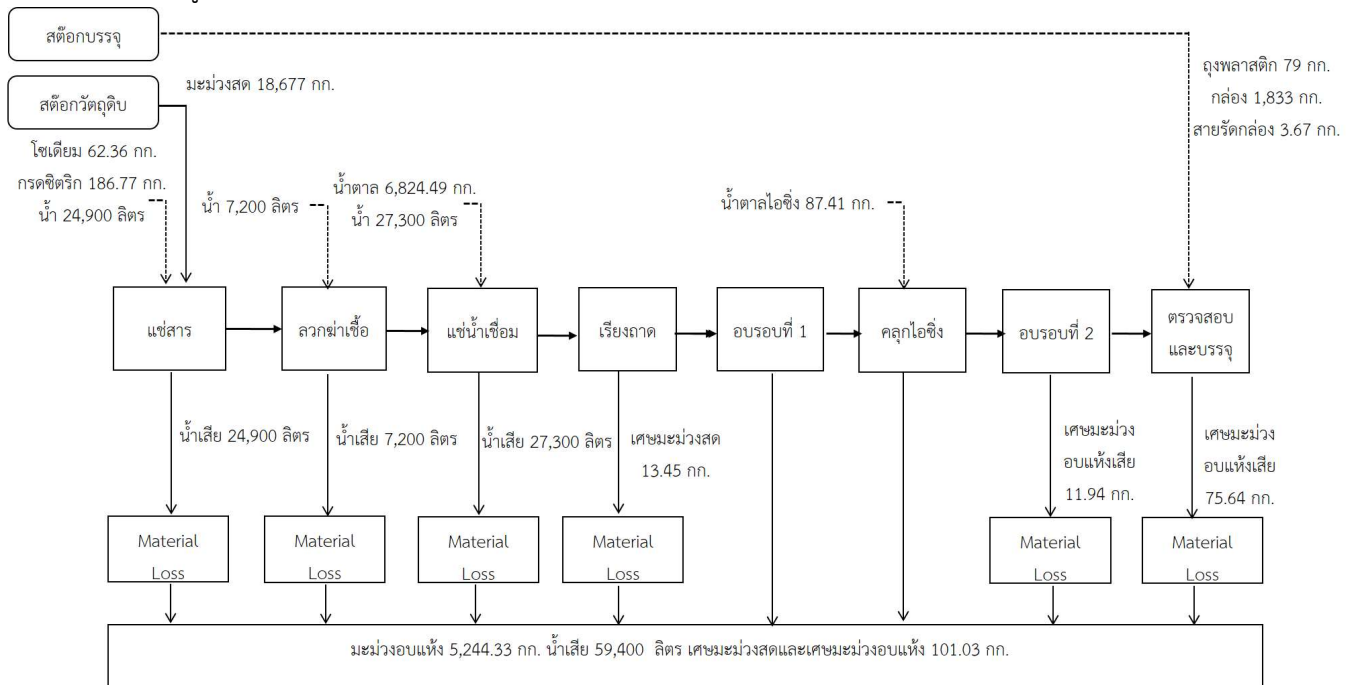 สต๊อกบรรจุ
มะม่วงสด 18,677 กก.
สต๊อกวัตถุดิบ
ถุงพลาสติก 79 กก.
กล่อง 1,833 กก.
สายรัดกล่อง 3.67 กก.
โซเดียม 62.36 กก.
กรดซิตริก 186.77 กก.
น้ำ 24,900 ลิตร
น้ำ 7,200 ลิตร
น้ำตาล 6,824.49 กก.
น้ำ 27,300 ลิตร
น้ำตาลไอซิ่ง 87.41 กก.
แช่สาร
ลวกฆ่าเชื้อ
แช่น้ำเชื่อม
เรียงถาด
อบรอบที่ 1
คลุกไอซิ่ง
อบรอบที่ 2
ตรวจสอบ
และบรรจุ
น้ำเสีย 24,900 ลิตร
น้ำเสีย 7,200 ลิตร
น้ำเสีย 27,300 ลิตร
เศษมะม่วงสด
13.45 กก.
เศษมะม่วง
อบแห้งเสีย
11.94 กก.
เศษมะม่วง
อบแห้งเสีย
75.64 กก.
Material
Loss
Material
Loss
Material
Loss
Material
Loss
Material
Loss
Material
Loss
มะม่วงอบแห้ง 5,244.33 กก. น้ำเสีย 59,400 ลิตร เศษมะม่วงสดและเศษมะม่วงอบแห้ง 101.03 กก.